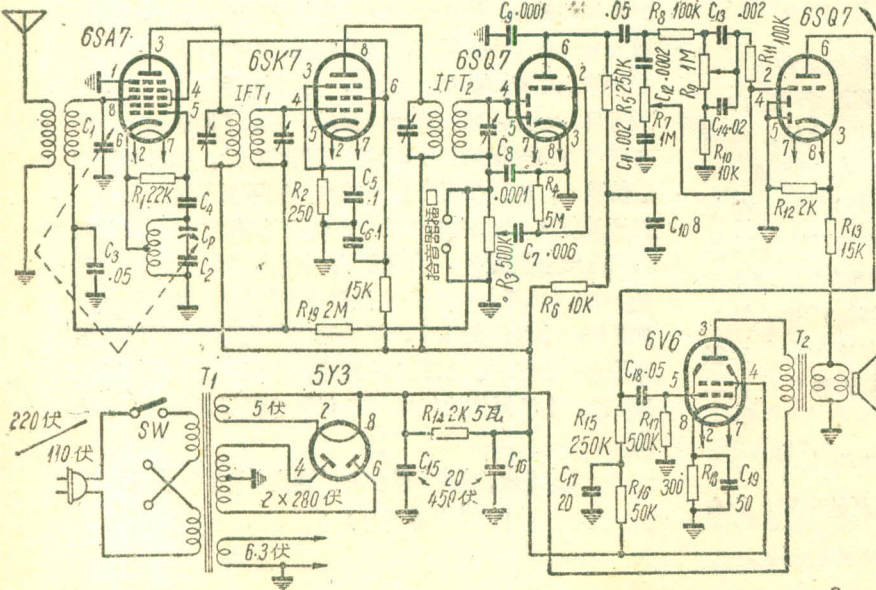 6SA7
3
1
8
4
5
6
2
7
C1
R1 22K
C4
CP
C2
C3
.05
6SK7
8
3
4
6
5
2
7
IFT1
R2
250
C5
.1
C6.1
15K
R19 2M
IFT2
6SQ7
6
2
4
5
3
7
8
C9 .0001
C8
.0001
R4
5M
C7 .006
R3 500K
拾音器插口
.05
R5 250K
R6 10K
C10 8
R8 100K
C13 .002
C12 .0002
R7
1M
C11 .002
R9 1M
C14 .02
R10
10K
R11 100K
6SQ7
6
2
4
5
3
7
8
R12 2K
R13
15K
220伏
110伏
SW
T1
5伏
2×280伏
6.3伏
5Y3
2
8
4
6
R14 2K 5瓦
C15
20
450伏
C16
6V6
3
5
4
8
2
7
C18 .05
R15
250K
R17
500K
C17
20
R16
50K
R18
300
C19
50
T2